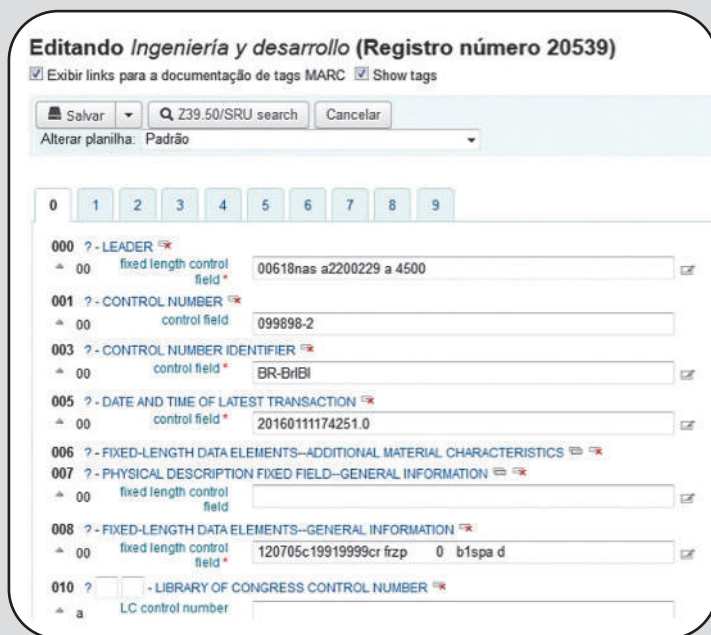 Editando Ingeniería y desarrollo (Registro número 20539)
Exibir links para a documentação de tags MARC Show tags
Salvar Z39.50/SRU search Cancelar
Alterar planilha: Padrão
0 1 2 3 4 5 6 7 8 9
000 ? - LEADER
00 fixed length control field * 00618nas a2200229 a 4500
001 ? - CONTROL NUMBER
00 control field 099898-2
003 ? - CONTROL NUMBER IDENTIFIER
00 control field * BR-BrIBI
005 ? - DATE AND TIME OF LATEST TRANSACTION
00 control field * 20160111174251.0
006 ? - FIXED-LENGTH DATA ELEMENTS--ADDITIONAL MATERIAL CHARACTERISTICS
007 ? - PHYSICAL DESCRIPTION FIXED FIELD--GENERAL INFORMATION
00 fixed length control field
008 ? - FIXED-LENGTH DATA ELEMENTS--GENERAL INFORMATION
00 fixed length control field * 120705c19919999cr frzp 0 b1spa d
010 ? - LIBRARY OF CONGRESS CONTROL NUMBER
a LC control number